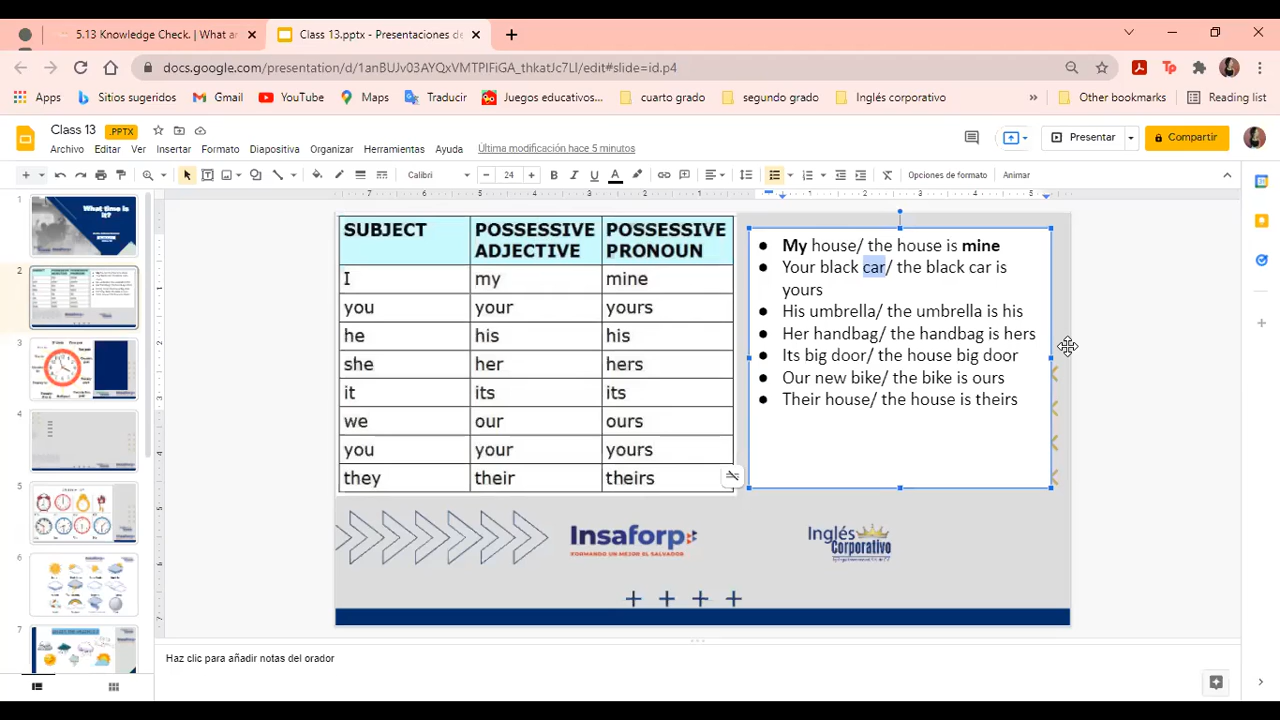 5.13 Knowledge Check. | What ar
Class 13.pptx - Presentaciones de
docs.google.com/presentation/d/1anBUJv03AYQxVMTPIFiGA_thkatJc7LI/edit#slide=id.p4
Apps
Sitios sugeridos
Gmail
YouTube
Maps
Traducir
Juegos educativos...
cuarto grado
segundo grado
Inglés corporativo
»
Other bookmarks
Reading list
Class 13 .PPTX
Archivo Editar Ver Insertar Formato Diapositiva Organizar Herramientas Ayuda Última modificación hace 5 minutos
Presentar
Compartir
Calibri
24
Opciones de formato
Animar
SUBJECT POSSESSIVE ADJECTIVE POSSESSIVE PRONOUN
I my mine
you your yours
he his his
she her hers
it its its
we our ours
you your yours
they their theirs
● My house/ the house is mine
● Your black car/ the black car is
yours
● His umbrella/ the umbrella is his
● Her handbag/ the handbag is hers
● Its big door/ the house big door
● Our new bike/ the bike is ours
● Their house/ the house is theirs
Insaforp
FORMANDO UN MEJOR EL SALVADOR
Inglés
Corporativo
1
What time is
it?
2
3
4
5
6
7
Haz clic para añadir notas del orador